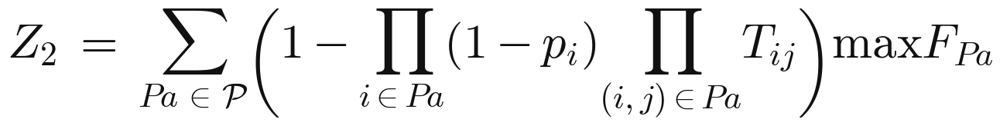 Z_2 = \sum_{Pa \in \mathcal{P}} \left( 1 - \prod_{i \in Pa} (1 - p_i) \prod_{(i,j) \in Pa} T_{ij} \right) \max F_{Pa}